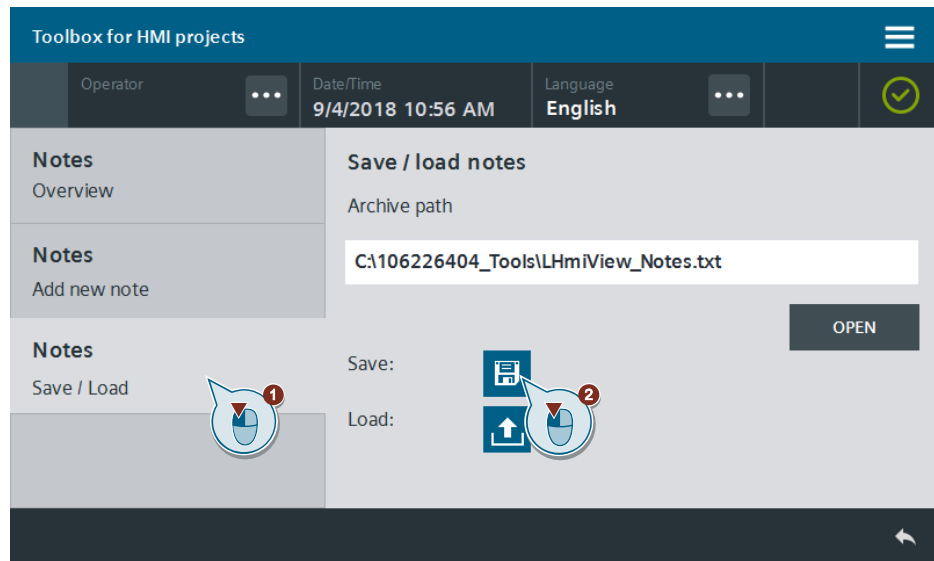 Toolbox for HMI projects
Operator
•••
Date/Time
9/4/2018 10:56 AM
Language
English
•••
Notes
Overview
Notes
Add new note
Notes
Save / Load
Save / load notes
Archive path
C:\106226404_Tools\LHmiView_Notes.txt
OPEN
Save:
Load:
1
2